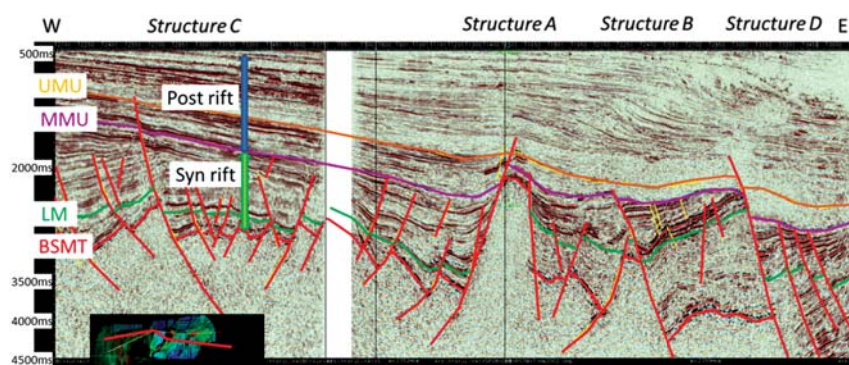 W Structure C Structure A Structure B Structure D E
500ms
UMU
Post rift
MMU
2000ms
Syn rift
LM
BSMT
3500ms
4000ms
4500ms